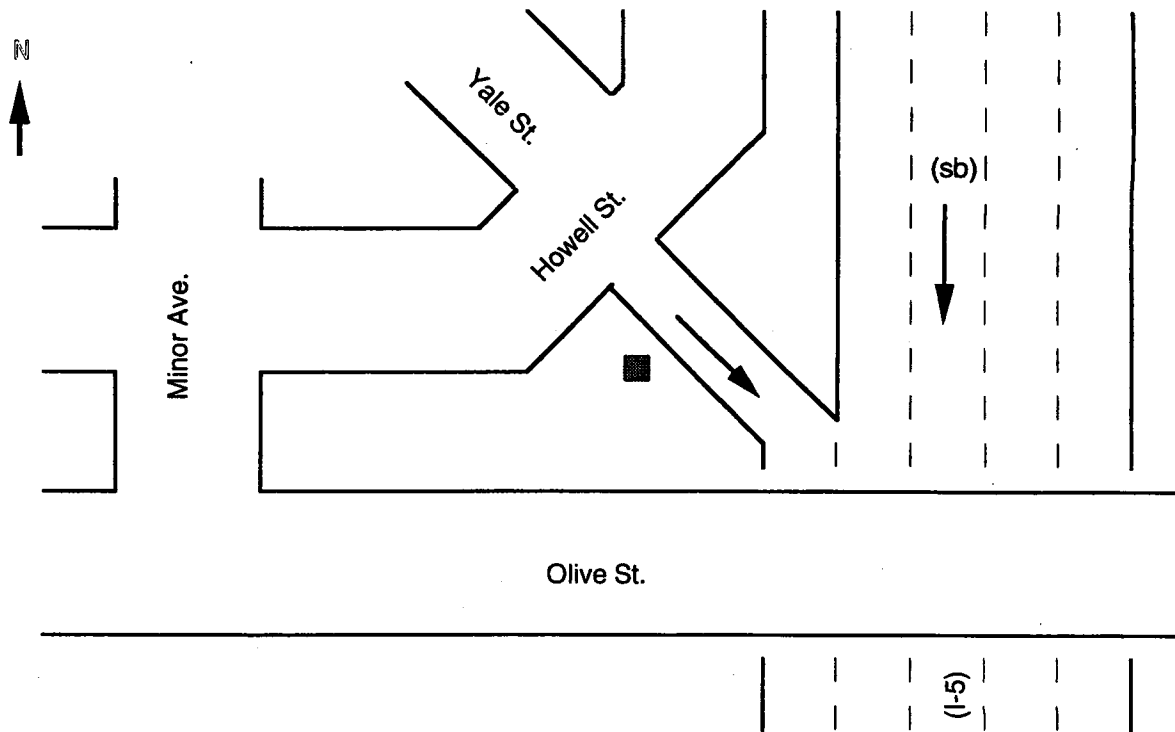 N
Yale St.
(sb)
Howell St.
Minor Ave.
Olive St.
(I-5)